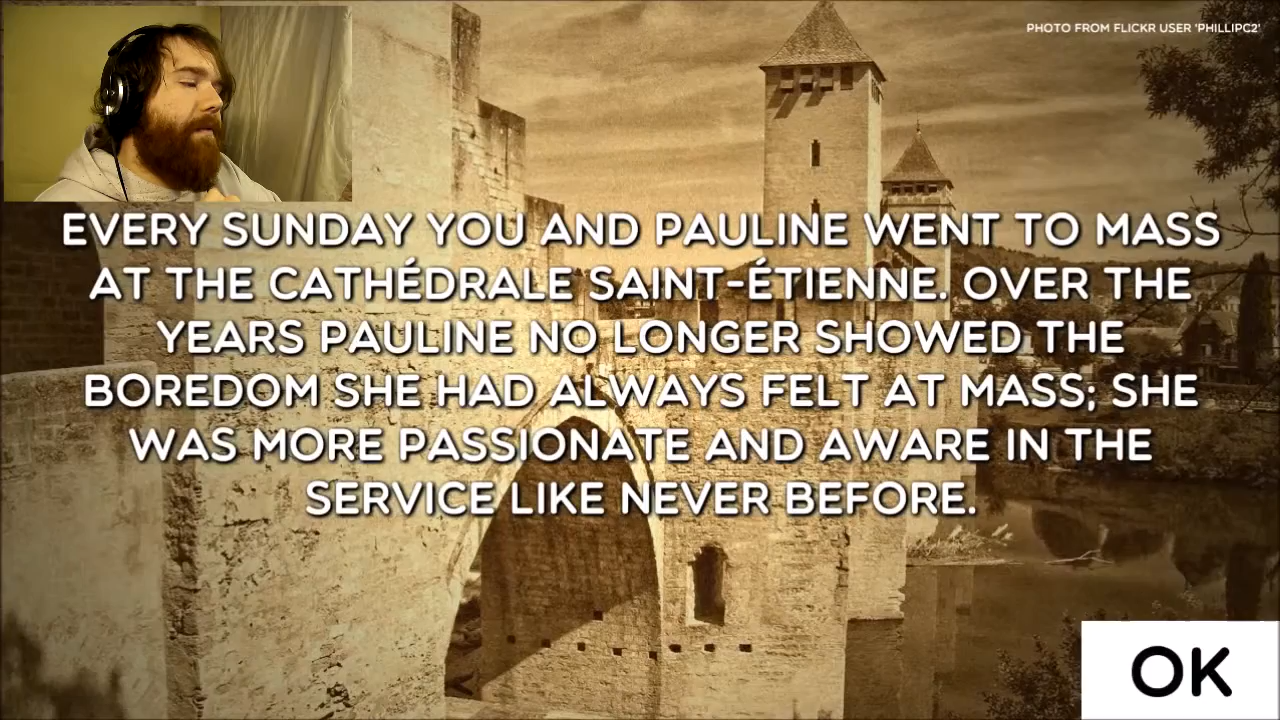 PHOTO FROM FLICKR USER 'PHILLIPC2'
EVERY SUNDAY YOU AND PAULINE WENT TO MASS
AT THE CATHÉDRALE SAINT-ÉTIENNE. OVER THE
YEARS PAULINE NO LONGER SHOWED THE
BOREDOM SHE HAD ALWAYS FELT AT MASS; SHE
WAS MORE PASSIONATE AND AWARE IN THE
SERVICE LIKE NEVER BEFORE.
OK